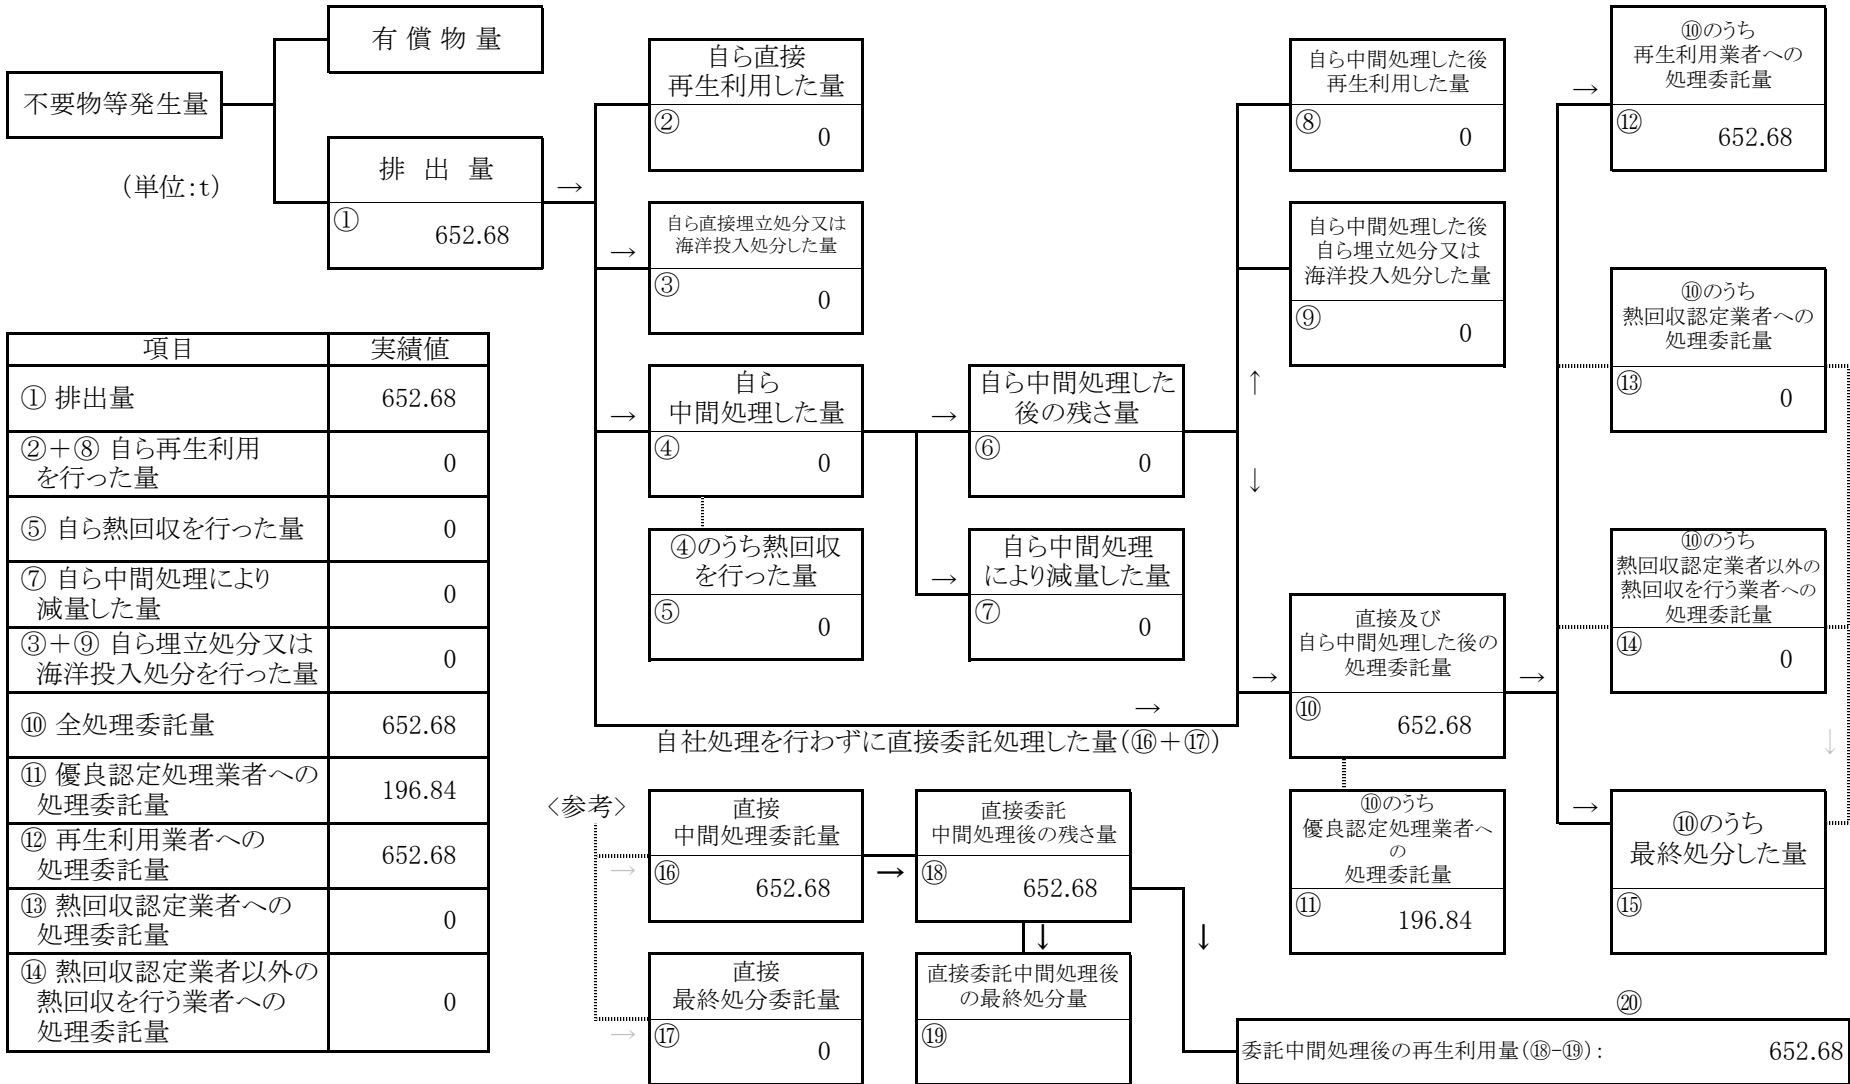 有 償 物 量
不要物等発生量
(単位:t)
排 出 量
①
652.68
→
自ら直接
再生利用した量
②
0
→
自ら直接埋立処分又は
海洋投入処分した量
③
0
→
自ら
中間処理した量
④
0
④のうち熱回収
を行った量
⑤
0
→
自ら中間処理した
後の残さ量
⑥
0
→
自ら中間処理
により減量した量
⑦
0
↑
↓
自ら中間処理した後
再生利用した量
⑧
0
自ら中間処理した後
自ら埋立処分又は
海洋投入処分した量
⑨
0
→
自社処理を行わずに直接委託処理した量(⑯+⑰)
→
直接及び
自ら中間処理した後の
処理委託量
⑩
652.68
→
⑩のうち
優良認定処理業者へ
の
処理委託量
⑪
196.84
→
⑩のうち
再生利用業者への
処理委託量
⑫
652.68
⑩のうち
熱回収認定業者への
処理委託量
⑬
0
⑩のうち
熱回収認定業者以外の
熱回収を行う業者への
処理委託量
⑭
0
↓
→
⑩のうち
最終処分した量
⑮
項目 実績値
① 排出量 652.68
②+⑧ 自ら再生利用
を行った量 0
⑤ 自ら熱回収を行った量 0
⑦ 自ら中間処理により
減量した量 0
③+⑨ 自ら埋立処分又は
海洋投入処分を行った量 0
⑩ 全処理委託量 652.68
⑪ 優良認定処理業者への
処理委託量 196.84
⑫ 再生利用業者への
処理委託量 652.68
⑬ 熱回収認定業者への
処理委託量 0
⑭ 熱回収認定業者以外の
熱回収を行う業者への
処理委託量 0
<参考>
→
直接
中間処理委託量
⑯
652.68
→
直接委託
中間処理後の残さ量
⑱
652.68
↓
↓
→
直接
最終処分委託量
⑰
0
直接委託中間処理後
の最終処分量
⑲
⑳
委託中間処理後の再生利用量(⑱-⑲): 652.68